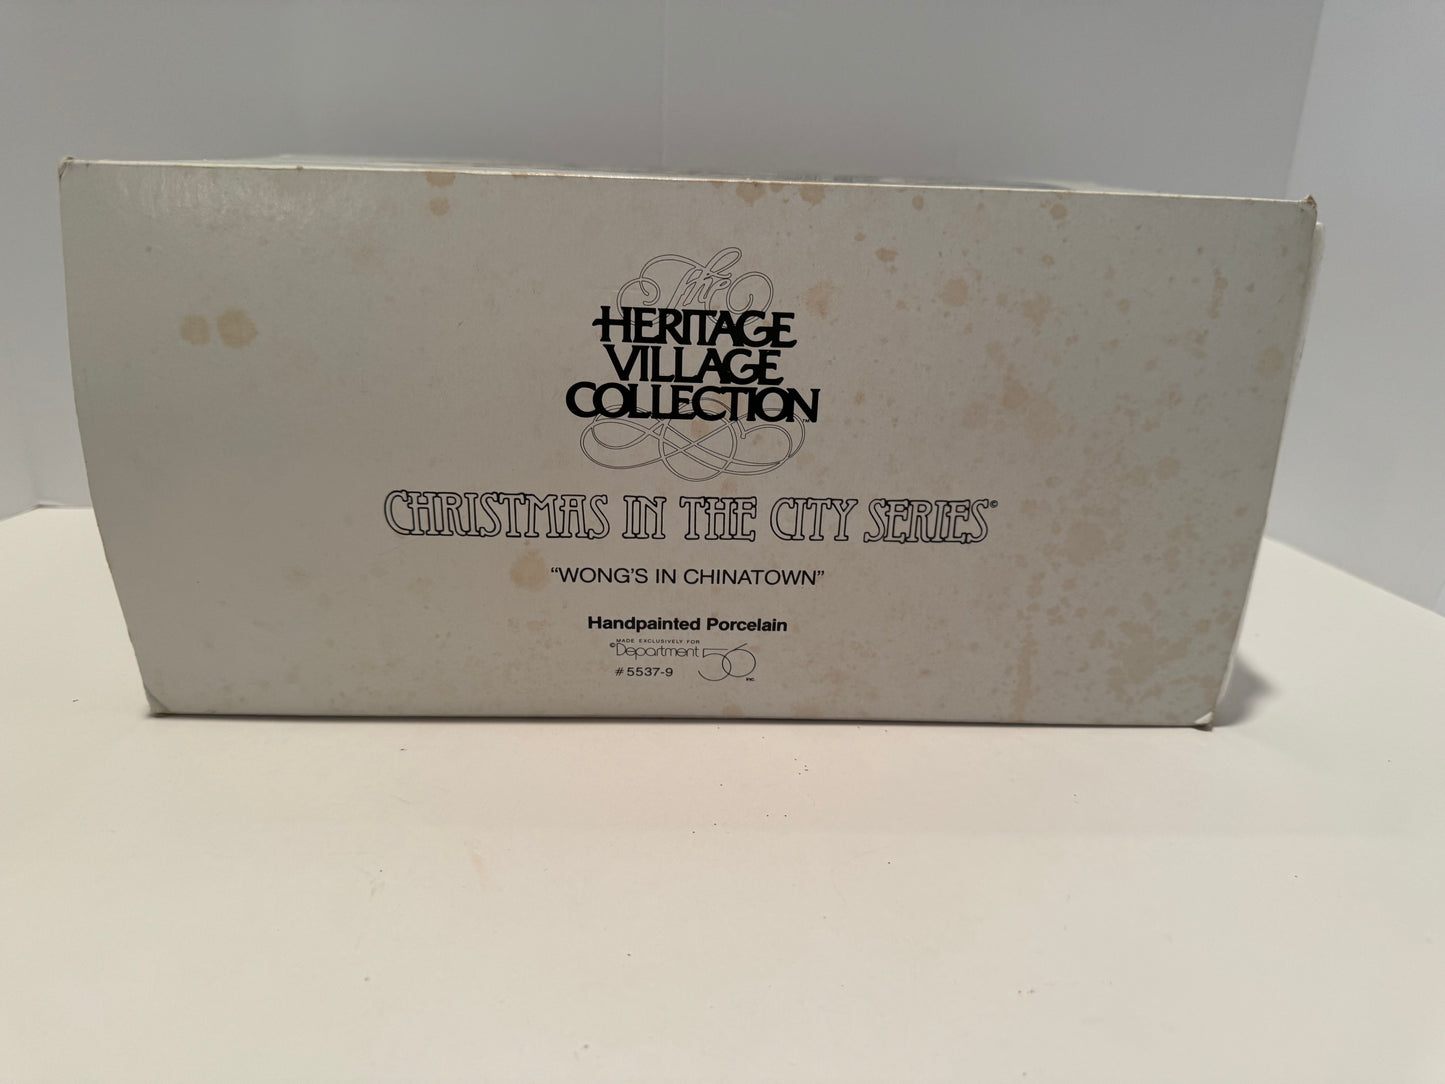 The
HERITAGE
VILLAGE
COLLECTION™
CHRISTMAS IN THE CITY SERIES©
“WONG’S IN CHINATOWN”
Handpainted Porcelain
MADE EXCLUSIVELY FOR
©Department 56 inc.
#5537-9